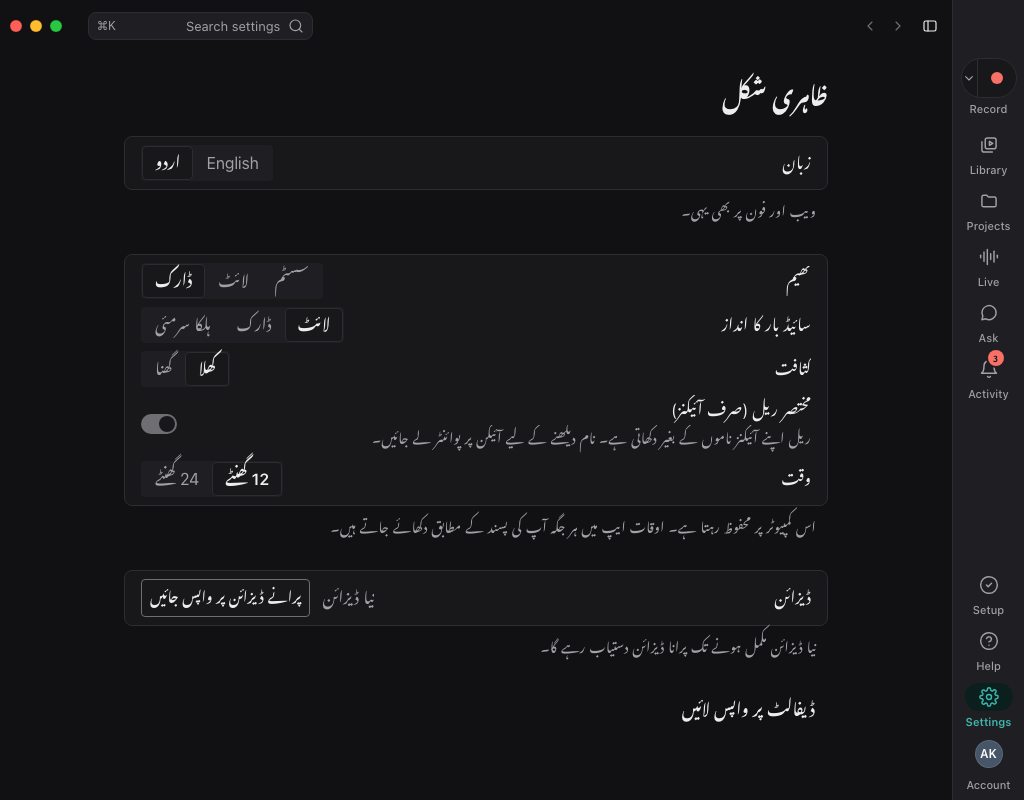 ⌘K Search settings
ظاہری شکل
زبان
اردو English
ویب اور فون پر بھی یہی۔
تھیم
سسٹم لائٹ ڈارک
سائیڈ بار کا انداز
لائٹ ڈارک ہلکا سرمئی
کثافت
کھلا گھنا
مختصر ریل (صرف آئیکنز)
ریل اپنے آئیکنز ناموں کے بغیر دکھاتی ہے۔ نام دیکھنے کے لیے آئیکن پر پوائنٹر لے جائیں۔
وقت
12 گھنٹے 24 گھنٹے
اس کمپیوٹر پر محفوظ رہتا ہے۔ اوقات ایپ میں ہر جگہ آپ کی پسند کے مطابق دکھائے جاتے ہیں۔
ڈیزائن
نیا ڈیزائن پرانے ڈیزائن پر واپس جائیں
نیا ڈیزائن مکمل ہونے تک پرانا ڈیزائن دستیاب رہے گا۔
ڈیفالٹ پر واپس لائیں
Record
Library
Projects
Live
Ask
3
Activity
Setup
Help
Settings
AK
Account